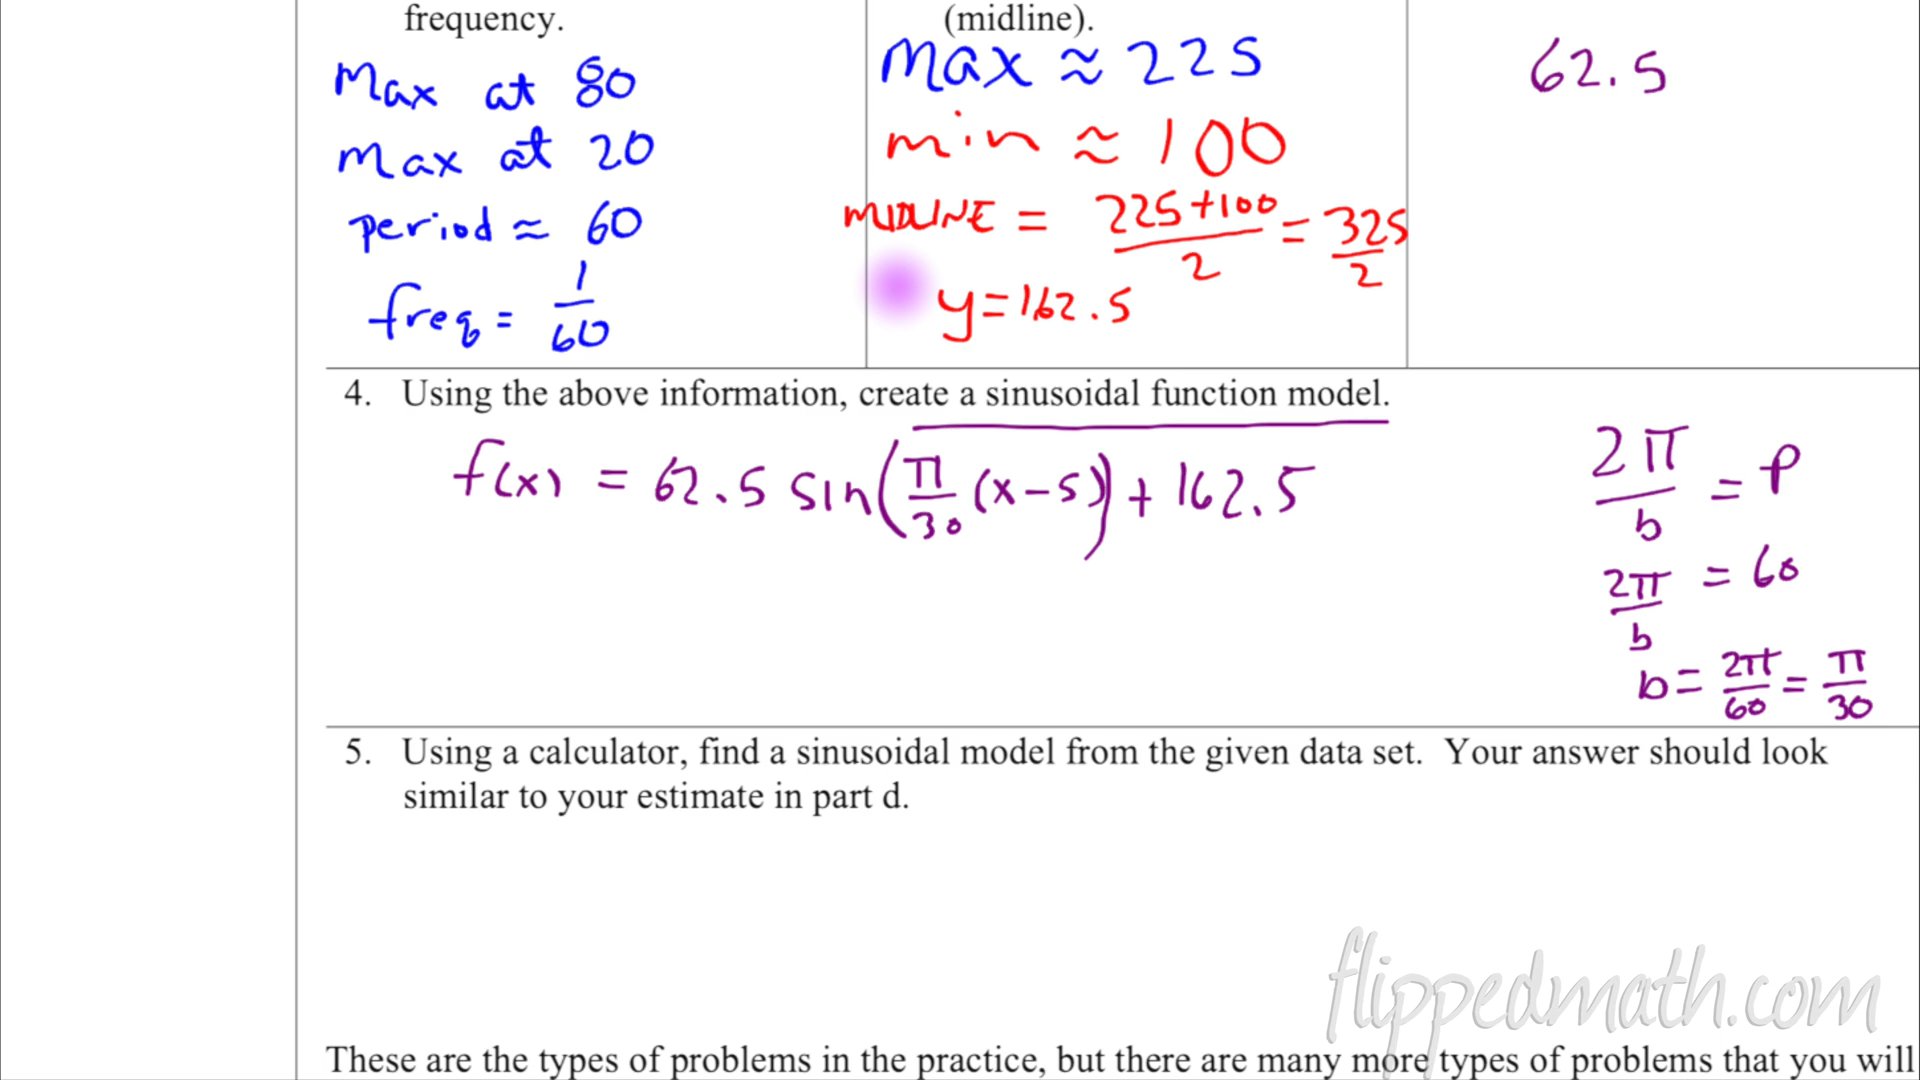 frequency.
Max at 80
Max at 20
period ≈ 60
freq = 1/60
(midline).
Max ≈ 225
min ≈ 100
MIDLINE = (225+100)/2 = 325/2
y=162.5
62.5
4. Using the above information, create a sinusoidal function model.
f(x) = 62.5 sin(π/30 (x-5)) + 162.5
2π/b = P
2π/b = 60
b = 2π/60 = π/30
5. Using a calculator, find a sinusoidal model from the given data set. Your answer should look
similar to your estimate in part d.
flippedmath.com
These are the types of problems in the practice, but there are many more types of problems that you will